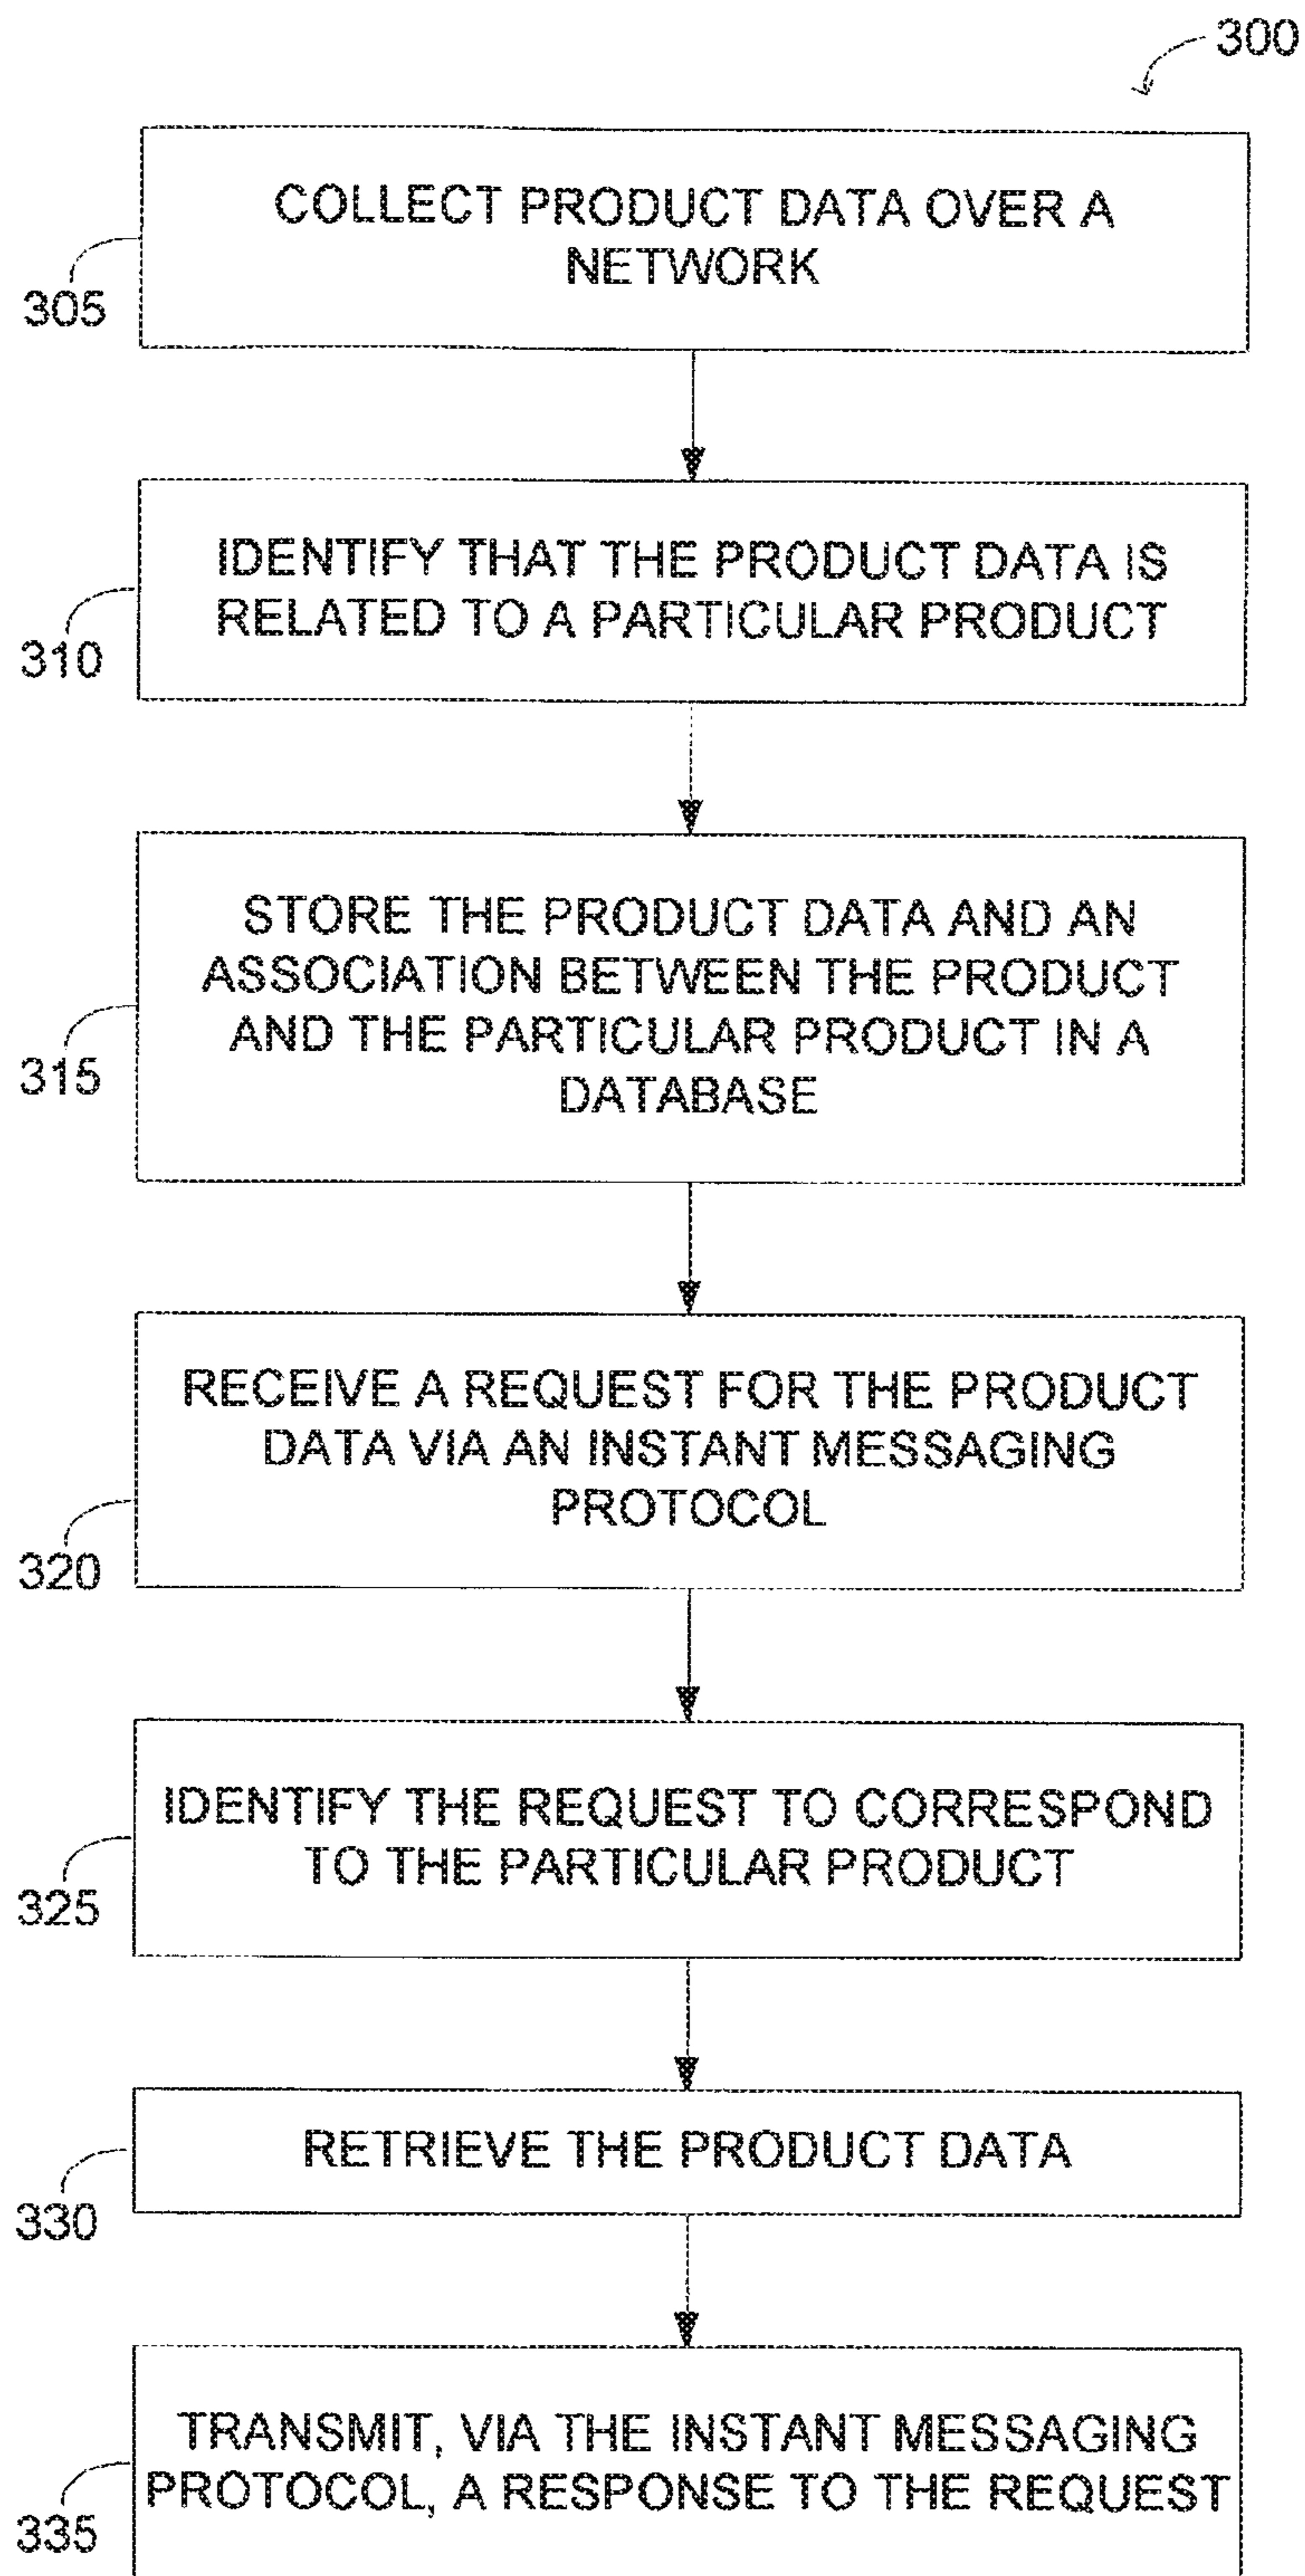 300
COLLECT PRODUCT DATA OVER A
NETWORK
305
IDENTIFY THAT THE PRODUCT DATA IS
RELATED TO A PARTICULAR PRODUCT
310
STORE THE PRODUCT DATA AND AN
ASSOCIATION BETWEEN THE PRODUCT
AND THE PARTICULAR PRODUCT IN A
DATABASE
315
RECEIVE A REQUEST FOR THE PRODUCT
DATA VIA AN INSTANT MESSAGING
PROTOCOL
320
IDENTIFY THE REQUEST TO CORRESPOND
TO THE PARTICULAR PRODUCT
325
RETRIEVE THE PRODUCT DATA
330
TRANSMIT, VIA THE INSTANT MESSAGING
PROTOCOL, A RESPONSE TO THE REQUEST
335